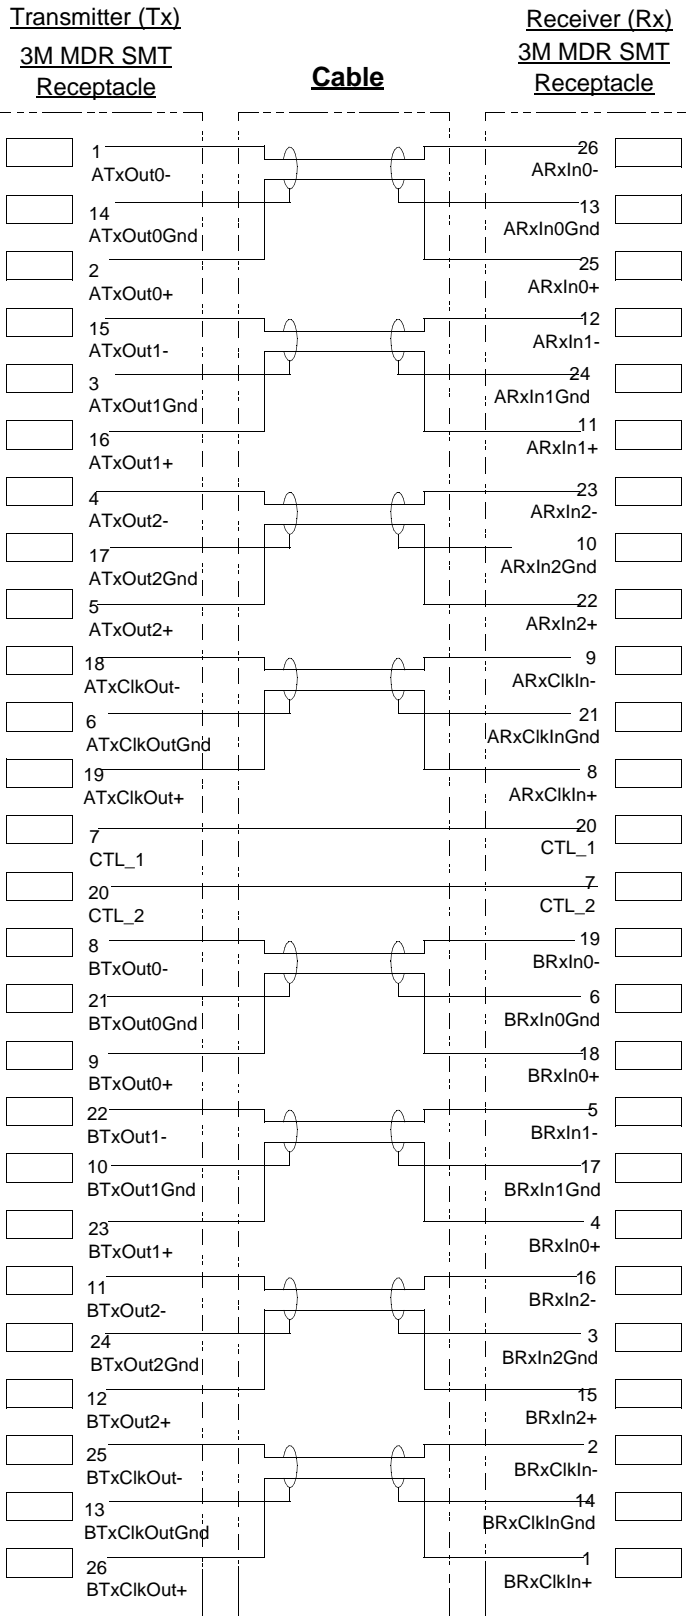 Transmitter (Tx)
3M MDR SMT
Receptacle
Cable
Receiver (Rx)
3M MDR SMT
Receptacle
1
ATxOut0-
26
ARxIn0-
14
ATxOut0Gnd
13
ARxIn0Gnd
2
ATxOut0+
25
ARxIn0+
15
ATxOut1-
12
ARxIn1-
3
ATxOut1Gnd
24
ARxIn1Gnd
16
ATxOut1+
11
ARxIn1+
4
ATxOut2-
23
ARxIn2-
17
ATxOut2Gnd
10
ARxIn2Gnd
5
ATxOut2+
22
ARxIn2+
18
ATxClkOut-
9
ARxClkIn-
6
ATxClkOutGnd
21
ARxClkInGnd
19
ATxClkOut+
8
ARxClkIn+
7
CTL_1
20
CTL_1
20
CTL_2
7
CTL_2
8
BTxOut0-
19
BRxIn0-
21
BTxOut0Gnd
6
BRxIn0Gnd
9
BTxOut0+
18
BRxIn0+
22
BTxOut1-
5
BRxIn1-
10
BTxOut1Gnd
17
BRxIn1Gnd
23
BTxOut1+
4
BRxIn0+
11
BTxOut2-
16
BRxIn2-
24
BTxOut2Gnd
3
BRxIn2Gnd
12
BTxOut2+
15
BRxIn2+
25
BTxClkOut-
2
BRxClkIn-
13
BTxClkOutGnd
14
BRxClkInGnd
26
BTxClkOut+
1
BRxClkIn+